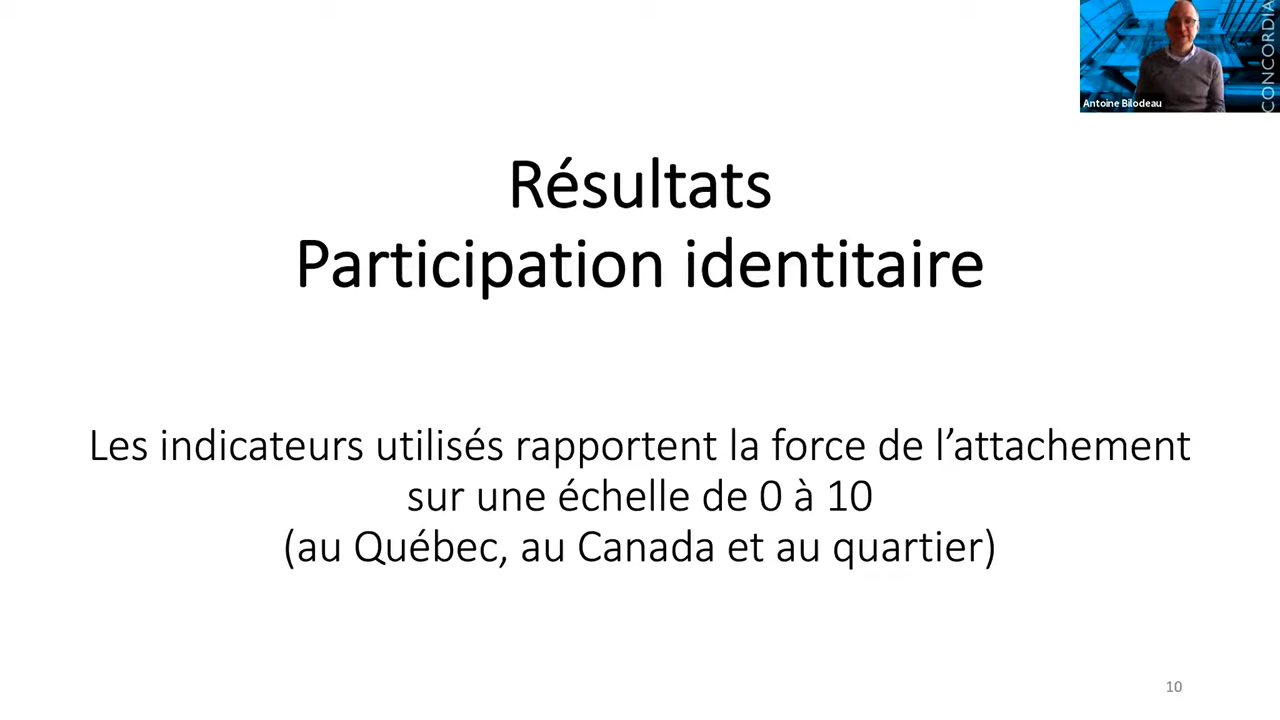 CONCORDIA
Antoine Bilodeau
Résultats
Participation identitaire
Les indicateurs utilisés rapportent la force de l’attachement
sur une échelle de 0 à 10
(au Québec, au Canada et au quartier)
10